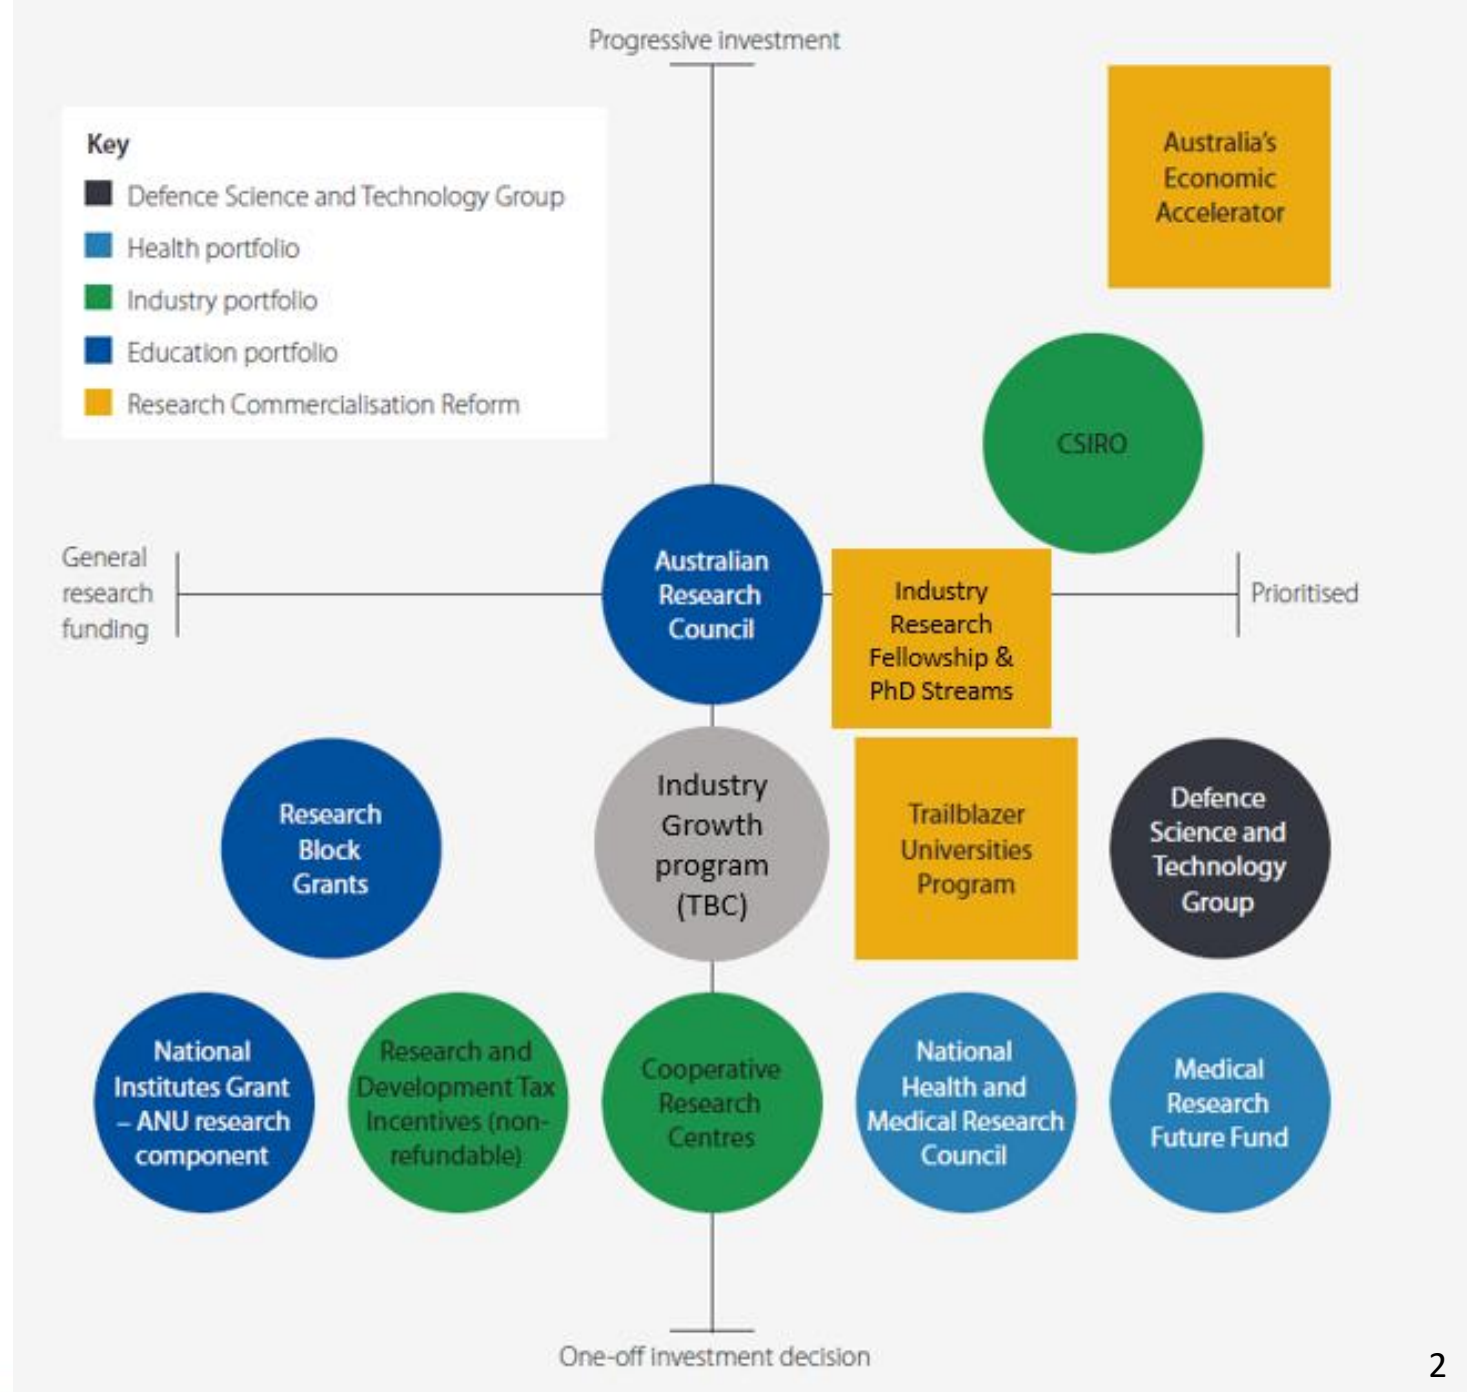 Progressive investment
Key
Defence Science and Technology Group
Health portfolio
Industry portfolio
Education portfolio
Research Commercialisation Reform
Australia's
Economic
Accelerator
CSIRO
General
research
funding
Australian
Research
Council
Industry
Research
Fellowship &
PhD Streams
Prioritised
Research
Block
Grants
Industry
Growth
program
(TBC)
Trailblazer
Universities
Program
Defence
Science and
Technology
Group
National
Institutes Grant
– ANU research
component
Research and
Development Tax
Incentives (non-
refundable)
Cooperative
Research
Centres
National
Health and
Medical Research
Council
Medical
Research
Future Fund
One-off investment decision
2